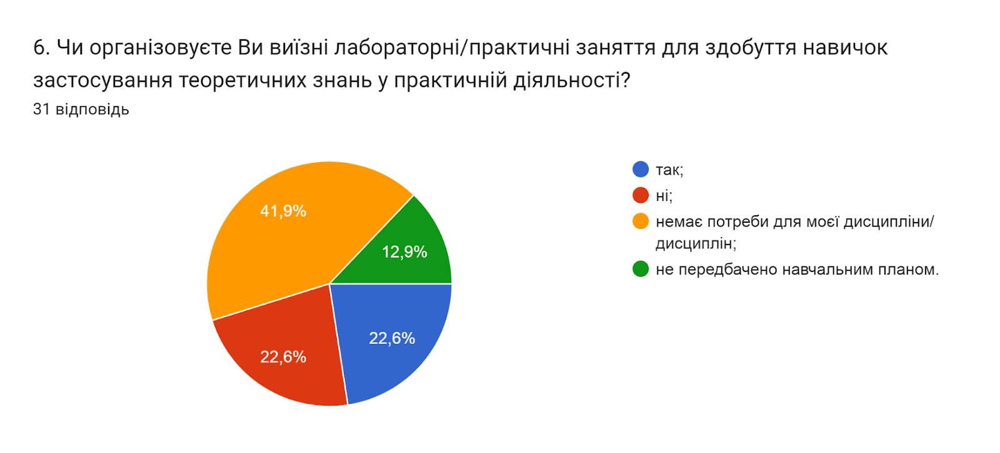 6. Чи організовуєте Ви виїзні лабораторні/практичні заняття для здобуття навичок
застосування теоретичних знань у практичній діяльності?
31 відповідь
41,9%
12,9%
22,6%
22,6%
так;
ні;
немає потреби для моєї дисципліни/
дисциплін;
не передбачено навчальним планом.